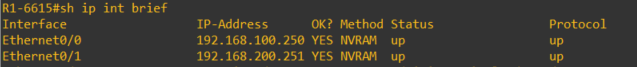 R1-6615#sh ip int brief
Interface IP-Address OK? Method Status Protocol
Ethernet0/0 192.168.100.250 YES NVRAM up up
Ethernet0/1 192.168.200.251 YES NVRAM up up